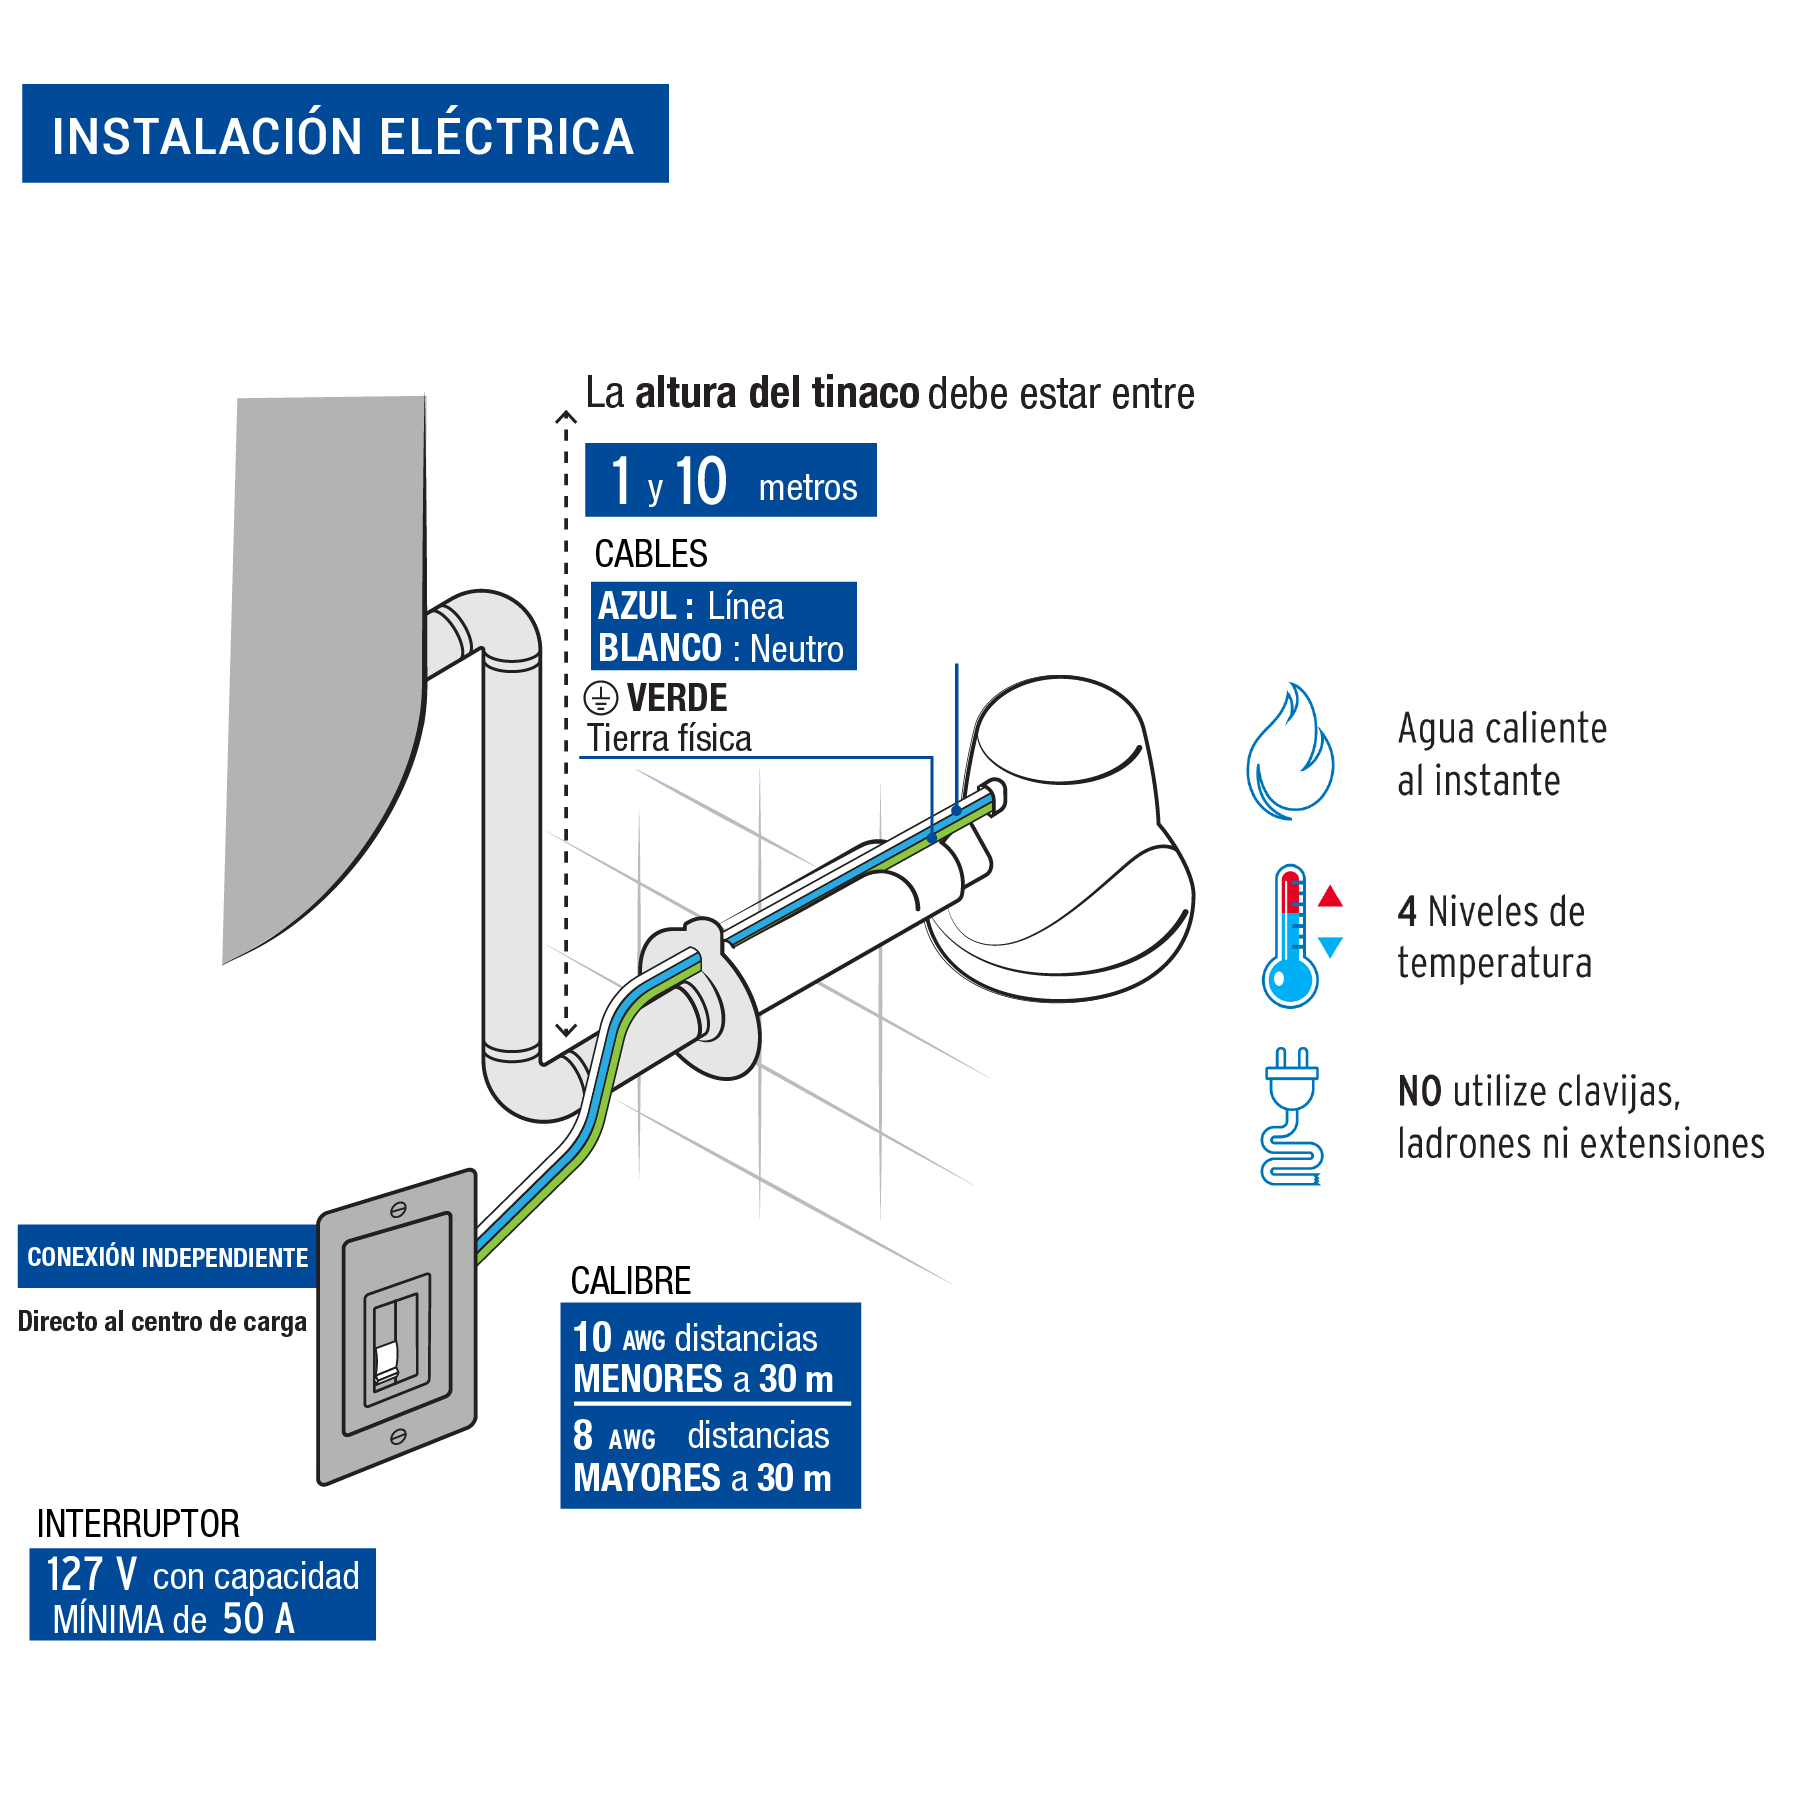 INSTALACIÓN ELÉCTRICA
La altura del tinaco debe estar entre
1 y 10 metros
CABLES
AZUL : Línea
BLANCO : Neutro
VERDE
Tierra física
Agua caliente
al instante
4 Niveles de
temperatura
NO utilize clavijas,
ladrones ni extensiones
CONEXIÓN INDEPENDIENTE
Directo al centro de carga
CALIBRE
10 AWG distancias
MENORES a 30 m
8 AWG distancias
MAYORES a 30 m
INTERRUPTOR
127 V con capacidad
MÍNIMA de 50 A